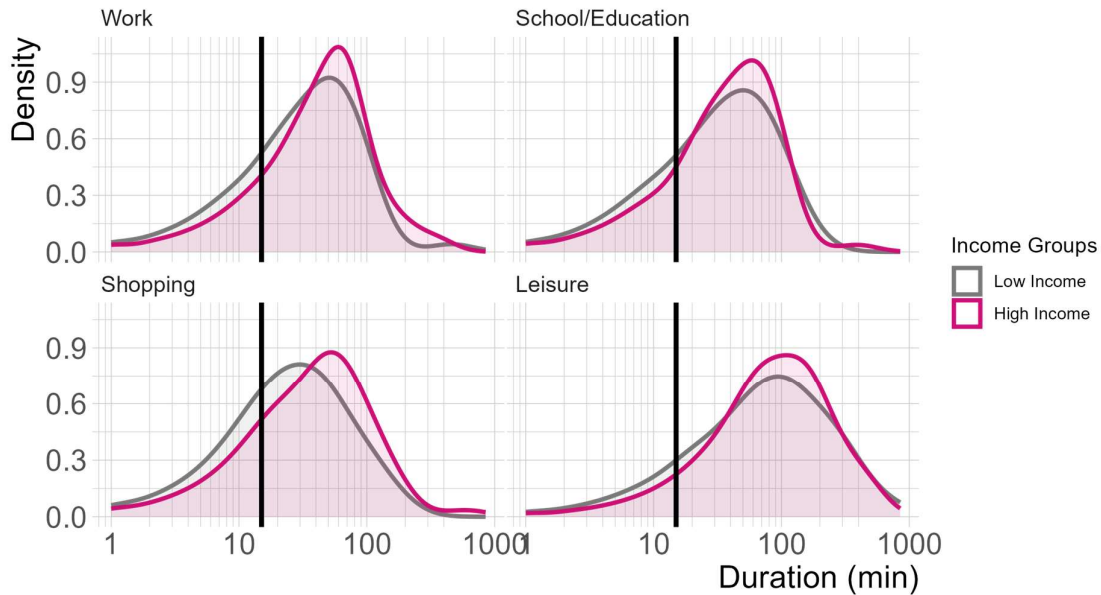 Work
School/Education
Density
0.9
0.6
0.3
0.0
Shopping
Leisure
0.9
0.6
0.3
0.0
1 10 100 1000
1 10 100 1000
Duration (min)
Income Groups
Low Income
High Income